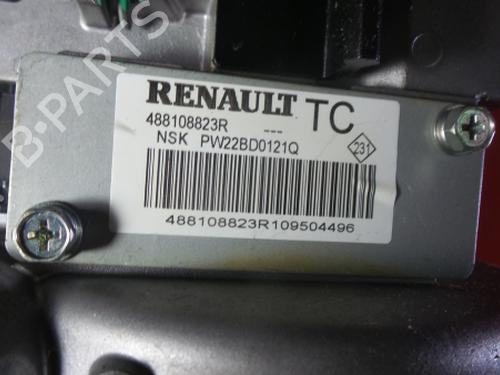 RENAULT TC
488108823R ---
NSK PW22BD0121Q
231
488108823R109504496
B-PARTS